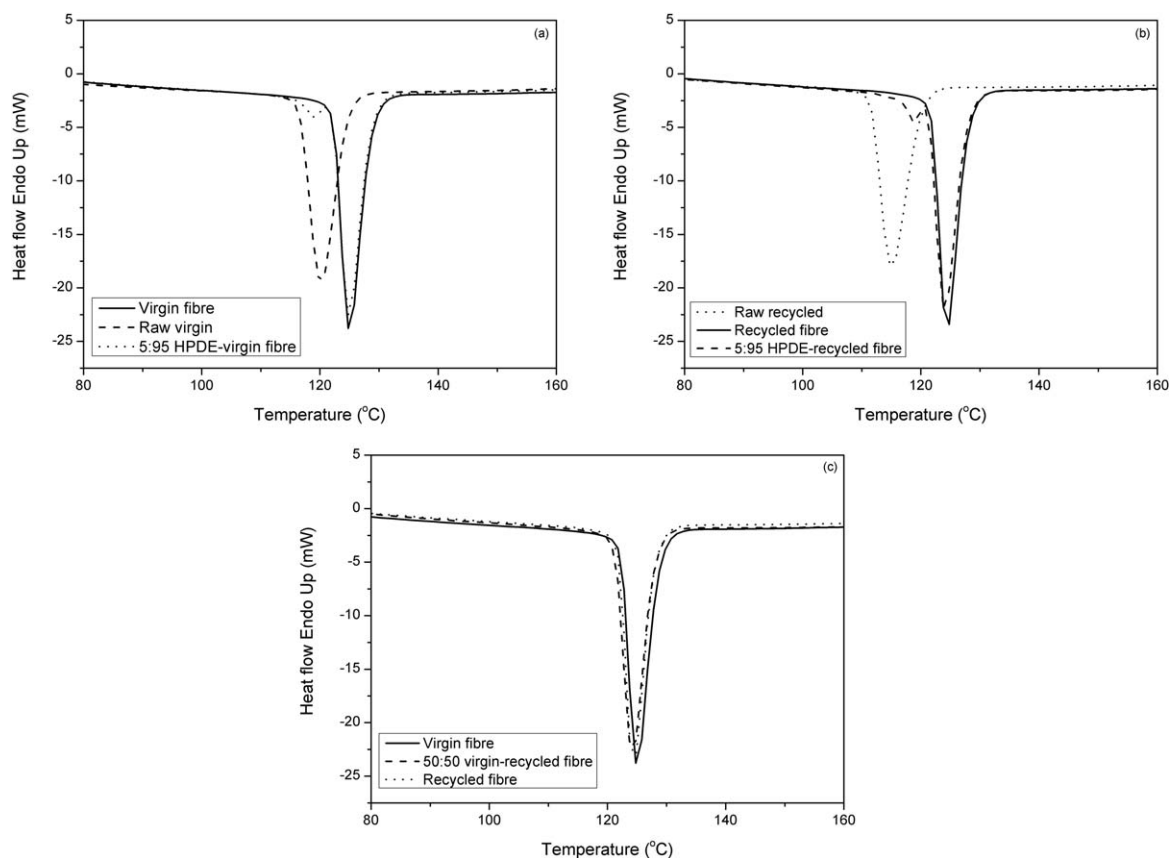 (a)
5
0
-5
-10
-15
-20
-25
Heat flow Endo Up (mW)
Virgin fibre
Raw virgin
5:95 HPDE-virgin fibre
80
100
120
140
160
Temperature (°C)
(b)
5
0
-5
-10
-15
-20
-25
Heat flow Endo Up (mW)
Raw recycled
Recycled fibre
5:95 HPDE-recycled fibre
80
100
120
140
160
Temperature (°C)
(c)
5
0
-5
-10
-15
-20
-25
Heat flow Endo Up (mW)
Virgin fibre
50:50 virgin-recycled fibre
Recycled fibre
80
100
120
140
160
Temperature (°C)